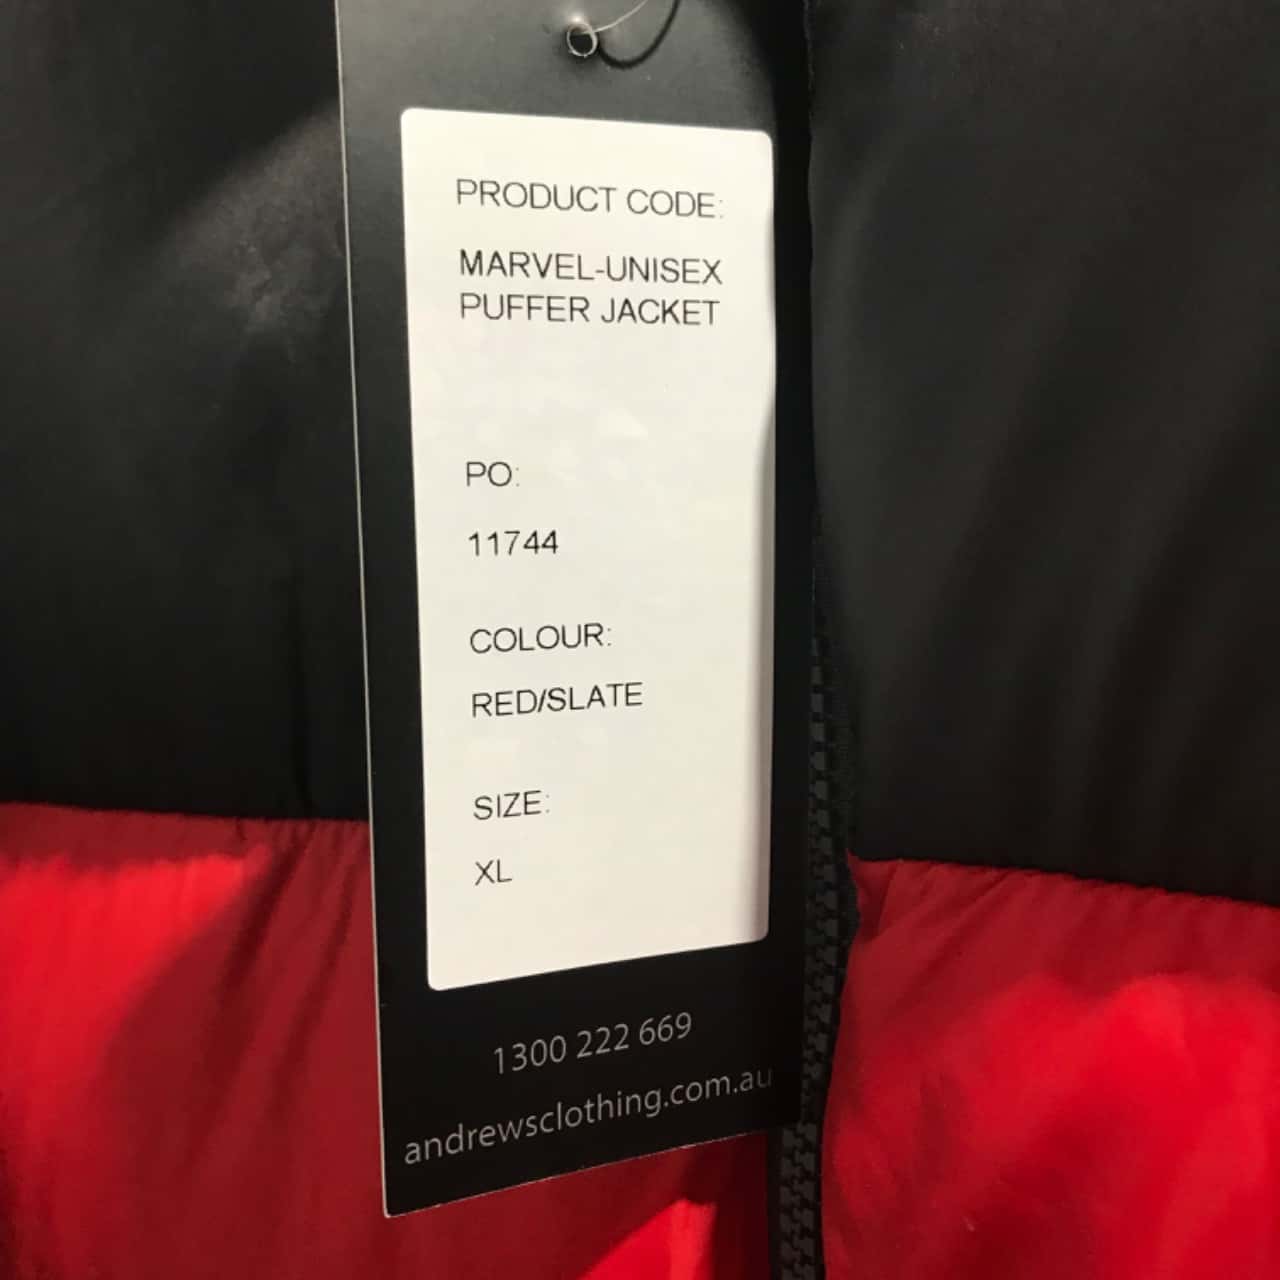 PRODUCT CODE:
MARVEL-UNISEX
PUFFER JACKET
PO:
11744
COLOUR:
RED/SLATE
SIZE:
XL
1300 222 669
andrewsclothing.com.au